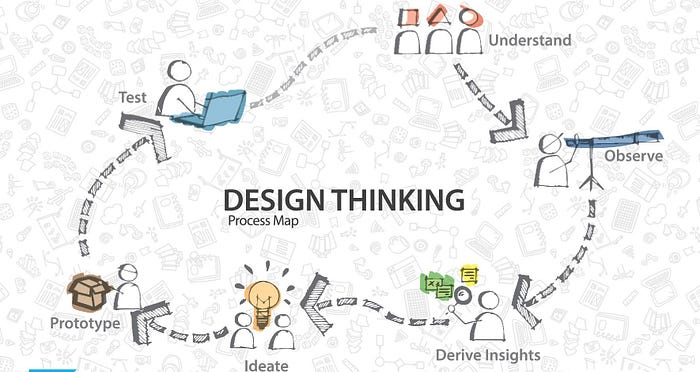 Understand
Test
Observe
DESIGN THINKING
Process Map
Prototype
Derive Insights
Ideate